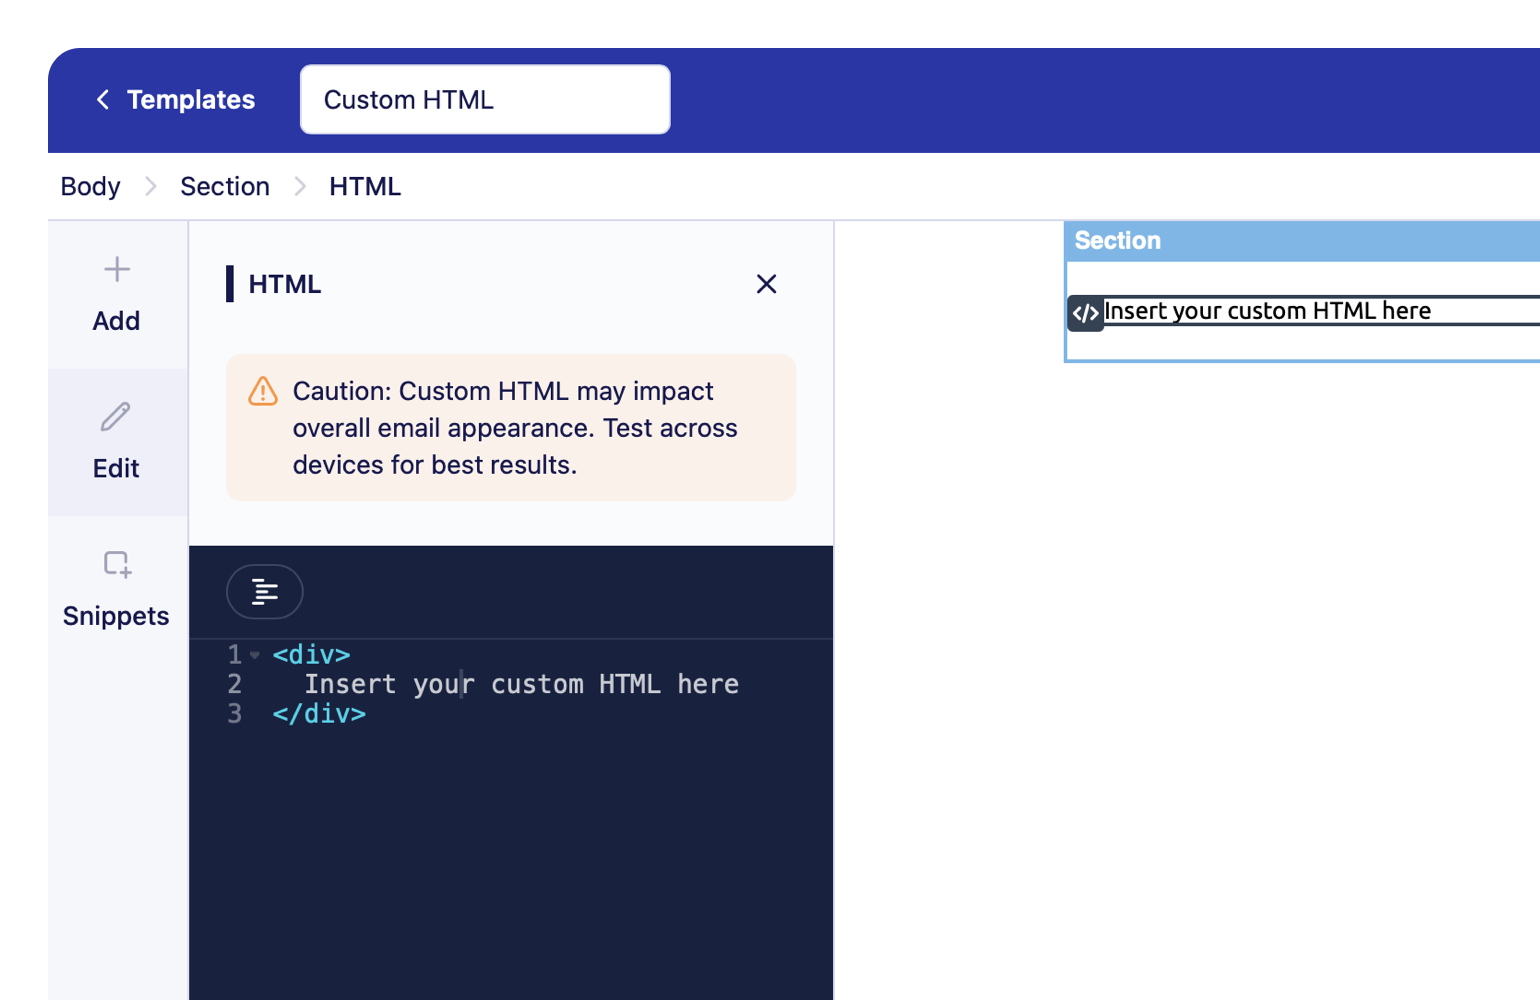 Templates
Custom HTML
Body
Section
HTML
Add
Edit
Snippets
HTML
Caution: Custom HTML may impact
overall email appearance. Test across
devices for best results.
1 <div>
2 Insert your custom HTML here
3 </div>
Section
</>
Insert your custom HTML here